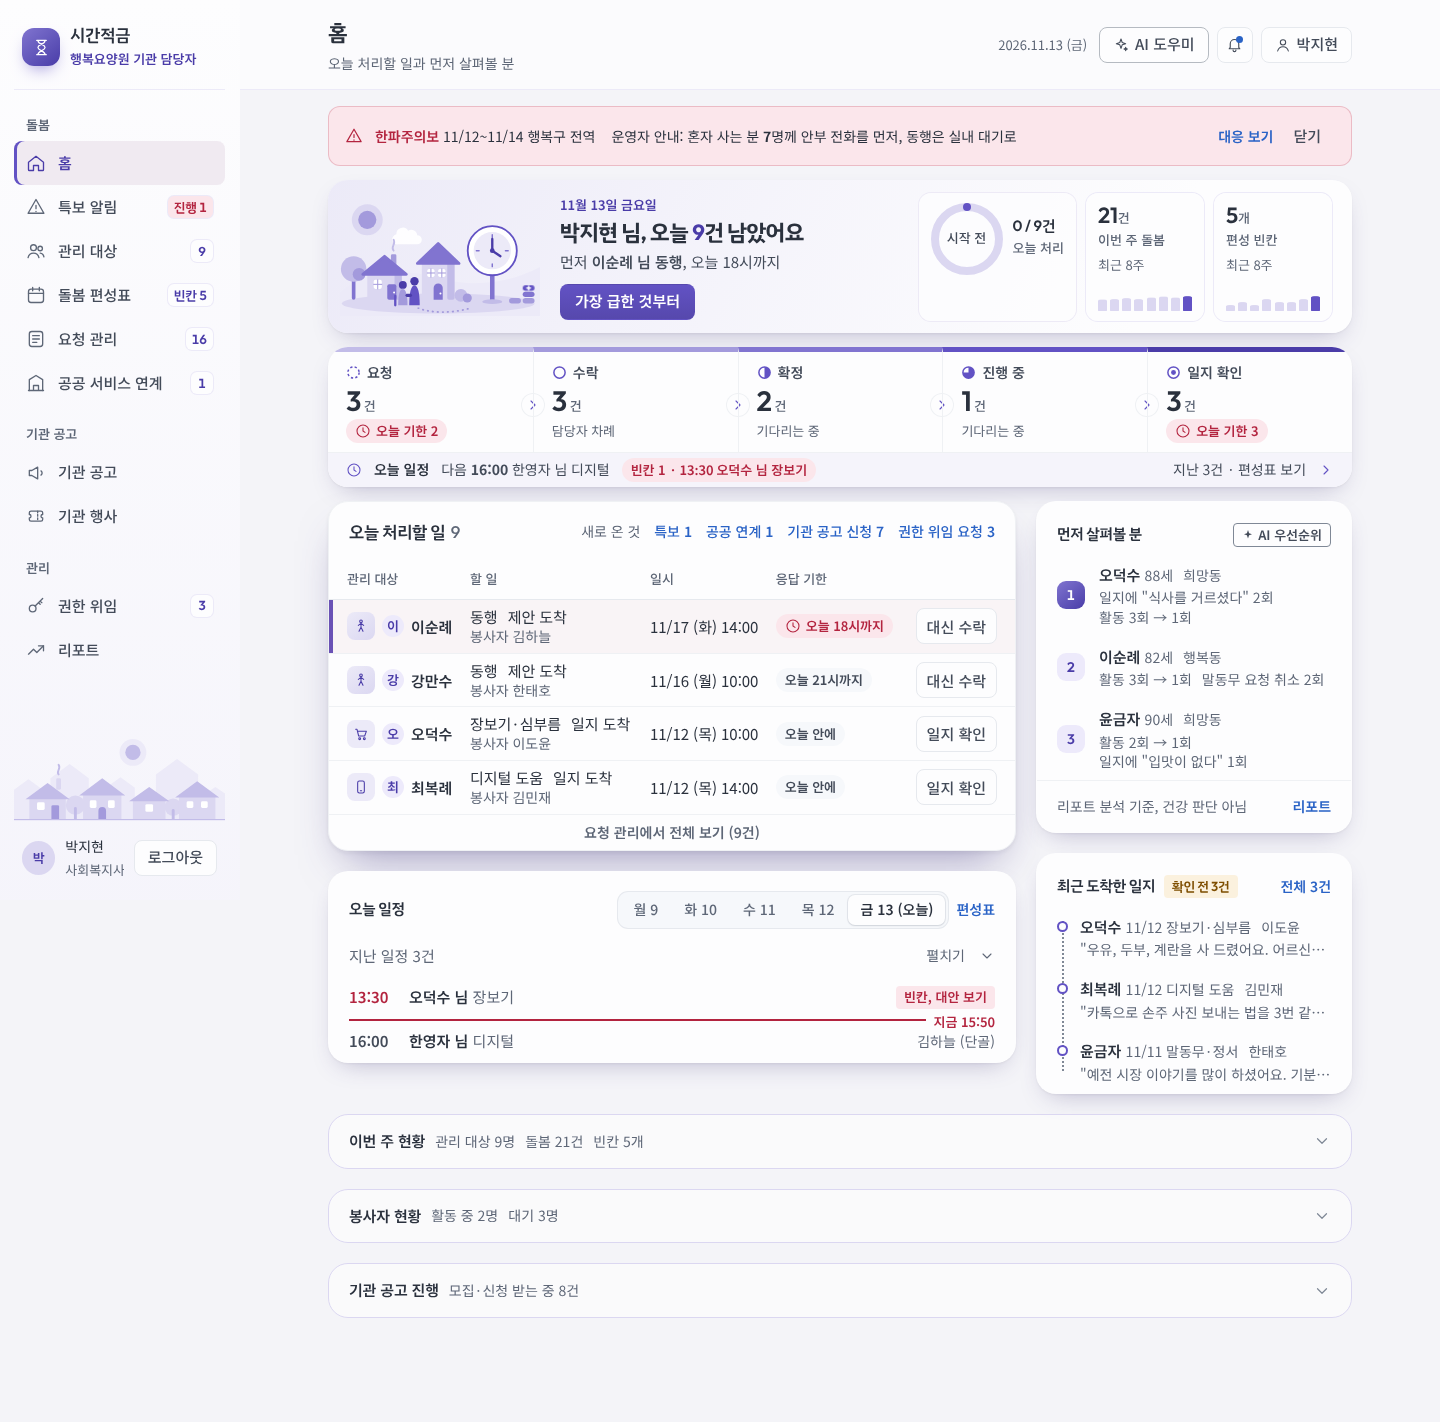 시간적금
행복요양원 기관 담당자
돌봄
홈
특보 알림 진행 1
관리 대상 9
돌봄 편성표 빈칸 5
요청 관리 16
공공 서비스 연계 1
기관 공고
기관 공고
기관 행사
관리
권한 위임 3
리포트
박 박지현
사회복지사
로그아웃
홈
오늘 처리할 일과 먼저 살펴볼 분
2026.11.13 (금) AI 도우미 박지현
한파주의보 11/12~11/14 행복구 전역 운영자 안내: 혼자 사는 분 7명께 안부 전화를 먼저, 동행은 실내 대기로 대응 보기 닫기
11월 13일 금요일
박지현 님, 오늘 9건 남았어요
먼저 이순례 님 동행, 오늘 18시까지
가장 급한 것부터
시작 전
0 / 9건
오늘 처리
21건
이번 주 돌봄
최근 8주
5개
편성 빈칸
최근 8주
요청
3건
오늘 기한 2
수락
3건
담당자 차례
확정
2건
기다리는 중
진행 중
1건
기다리는 중
일지 확인
3건
오늘 기한 3
오늘 일정 다음 16:00 한영자 님 디지털 빈칸 1 · 13:30 오덕수 님 장보기 지난 3건 · 편성표 보기
오늘 처리할 일 9 새로 온 것 특보 1 공공 연계 1 기관 공고 신청 7 권한 위임 요청 3
관리 대상 할 일 일시 응답 기한
이 이순례 동행 제안 도착 11/17 (화) 14:00 오늘 18시까지 대신 수락
봉사자 김하늘
강 강만수 동행 제안 도착 11/16 (월) 10:00 오늘 21시까지 대신 수락
봉사자 한태호
오 오덕수 장보기·심부름 일지 도착 11/12 (목) 10:00 오늘 안에 일지 확인
봉사자 이도윤
최 최복례 디지털 도움 일지 도착 11/12 (목) 14:00 오늘 안에 일지 확인
봉사자 김민재
요청 관리에서 전체 보기 (9건)
먼저 살펴볼 분 AI 우선순위
1 오덕수 88세 희망동
일지에 "식사를 거르셨다" 2회
활동 3회 → 1회
2 이순례 82세 행복동
활동 3회 → 1회 말동무 요청 취소 2회
3 윤금자 90세 희망동
활동 2회 → 1회
일지에 "입맛이 없다" 1회
리포트 분석 기준, 건강 판단 아님 리포트
오늘 일정 월 9 화 10 수 11 목 12 금 13 (오늘) 편성표
지난 일정 3건 펼치기
13:30 오덕수 님 장보기 빈칸, 대안 보기
지금 15:50
16:00 한영자 님 디지털 김하늘 (단골)
최근 도착한 일지 확인 전 3건 전체 3건
오덕수 11/12 장보기·심부름 이도윤
"우유, 두부, 계란을 사 드렸어요. 어르신…
최복례 11/12 디지털 도움 김민재
"카톡으로 손주 사진 보내는 법을 3번 같…
윤금자 11/11 말동무·정서 한태호
"예전 시장 이야기를 많이 하셨어요. 기분…
이번 주 현황 관리 대상 9명 돌봄 21건 빈칸 5개
봉사자 현황 활동 중 2명 대기 3명
기관 공고 진행 모집·신청 받는 중 8건